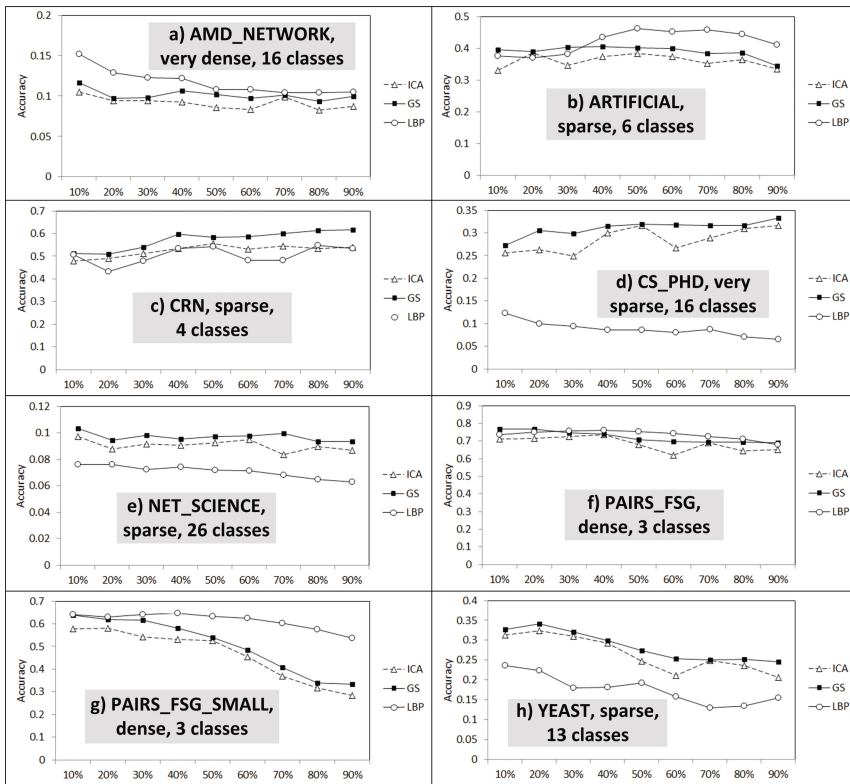 a) AMD_NETWORK,
very dense, 16 classes
Accuracy
0.2
0.15
0.1
0.05
0
10% 20% 30% 40% 50% 60% 70% 80% 90%
ICA
GS
LBP
b) ARTIFICIAL,
sparse, 6 classes
Accuracy
0.5
0.4
0.3
0.2
0.1
0
10% 20% 30% 40% 50% 60% 70% 80% 90%
ICA
GS
LBP
c) CRN, sparse,
4 classes
Accuracy
0.7
0.6
0.5
0.4
0.3
0.2
0.1
0
10% 20% 30% 40% 50% 60% 70% 80% 90%
ICA
GS
LBP
d) CS_PHD, very
sparse, 16 classes
Accuracy
0.35
0.3
0.25
0.2
0.15
0.1
0.05
0
10% 20% 30% 40% 50% 60% 70% 80% 90%
ICA
GS
LBP
e) NET_SCIENCE,
sparse, 26 classes
Accuracy
0.12
0.1
0.08
0.06
0.04
0.02
0
10% 20% 30% 40% 50% 60% 70% 80% 90%
ICA
GS
LBP
f) PAIRS_FSG,
dense, 3 classes
Accuracy
0.9
0.8
0.7
0.6
0.5
0.4
0.3
0.2
0.1
0
10% 20% 30% 40% 50% 60% 70% 80% 90%
ICA
GS
LBP
g) PAIRS_FSG_SMALL,
dense, 3 classes
Accuracy
0.7
0.6
0.5
0.4
0.3
0.2
0.1
0
10% 20% 30% 40% 50% 60% 70% 80% 90%
ICA
GS
LBP
h) YEAST, sparse,
13 classes
Accuracy
0.4
0.35
0.3
0.25
0.2
0.15
0.1
0.05
0
10% 20% 30% 40% 50% 60% 70% 80% 90%
ICA
GS
LBP